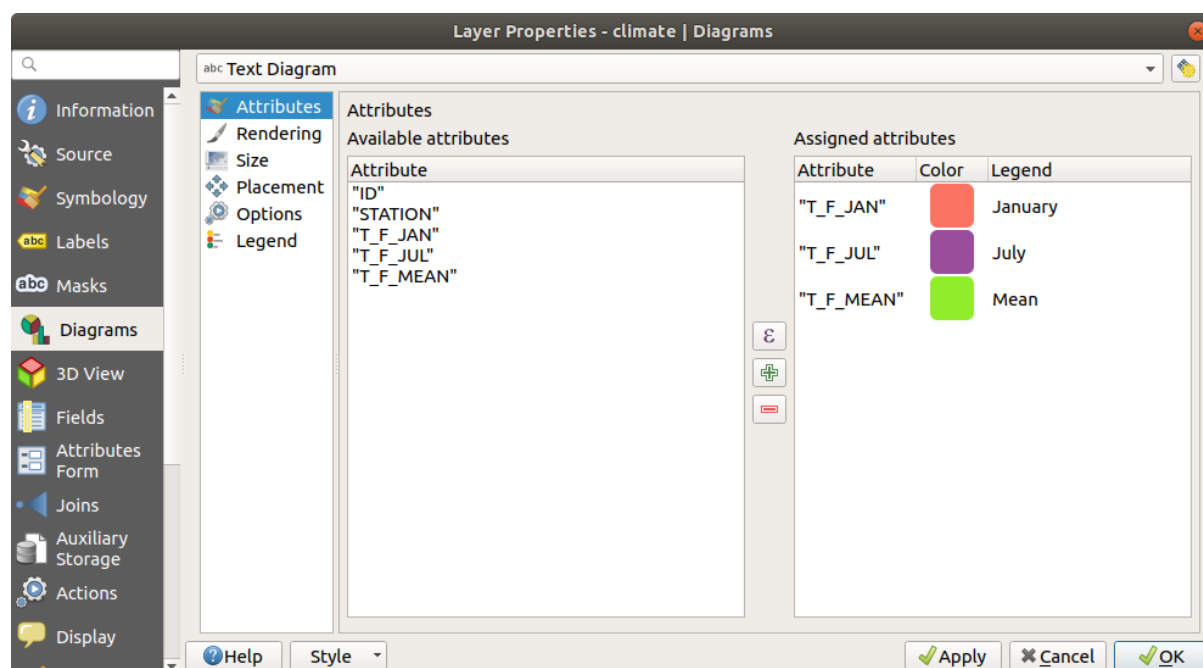 Layer Properties - climate | Diagrams
abc Text Diagram
Information
Source
Symbology
abc Labels
abc Masks
Diagrams
3D View
Fields
Attributes
Form
Joins
Auxiliary
Storage
Actions
Display
Attributes
Rendering
Size
Placement
Options
Legend
Attributes
Available attributes
Attribute
"ID"
"STATION"
"T_F_JAN"
"T_F_JUL"
"T_F_MEAN"
ε
Assigned attributes
Attribute Color Legend
"T_F_JAN" January
"T_F_JUL" July
"T_F_MEAN" Mean
Help Style Apply Cancel OK